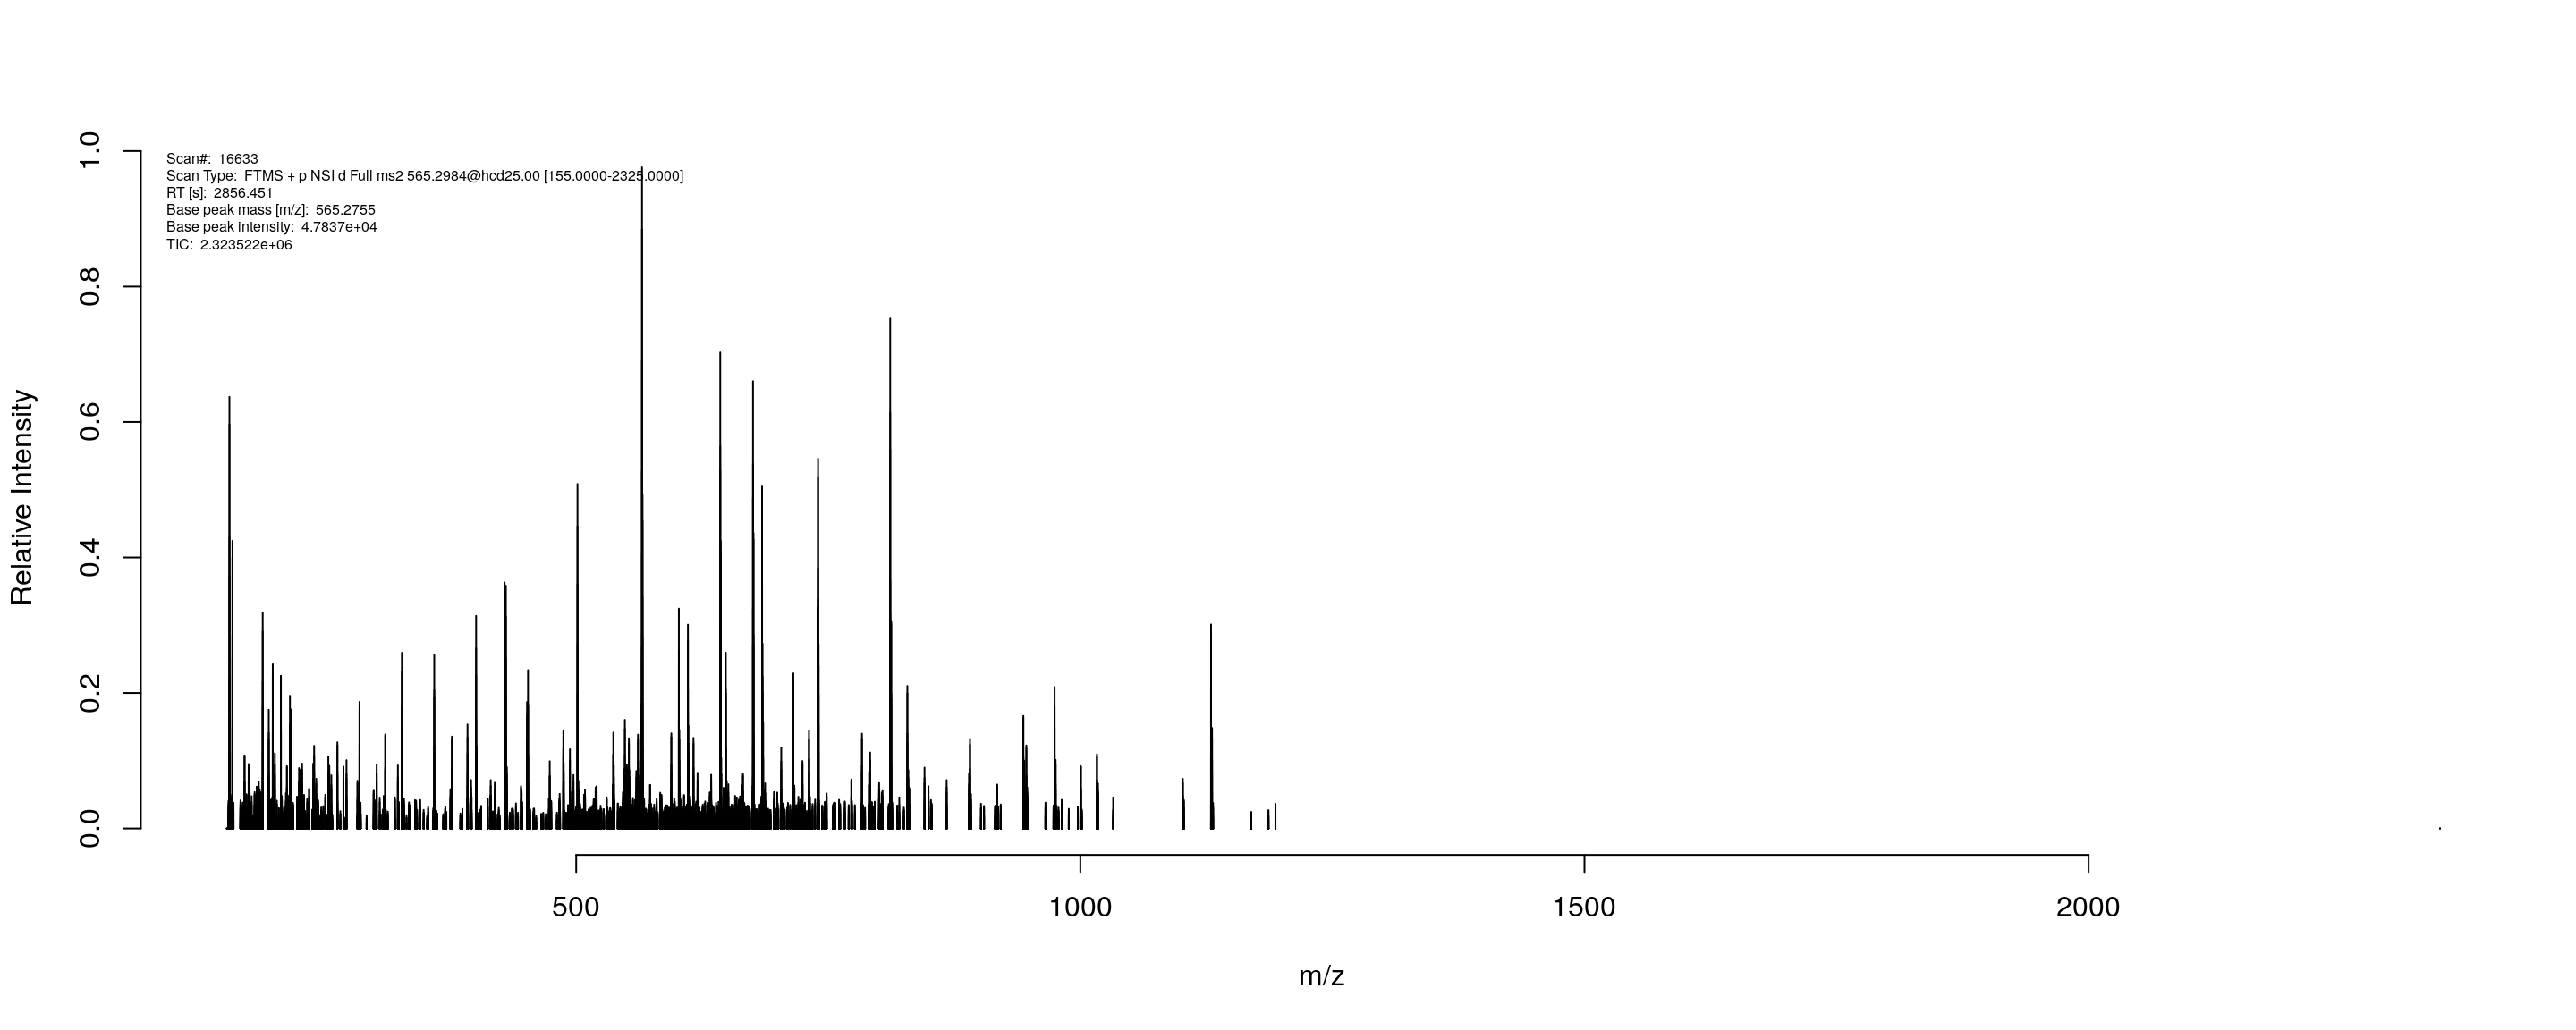 Scan#: 16633
Scan Type: FTMS + p NSI d Full ms2 565.2984@hcd25.00 [155.0000-2325.0000]
RT [s]: 2856.451
Base peak mass [m/z]: 565.2755
Base peak intensity: 4.7837e+04
TIC: 2.323522e+06
Relative Intensity
1.0
0.8
0.6
0.4
0.2
0.0
500 1000 1500 2000
m/z